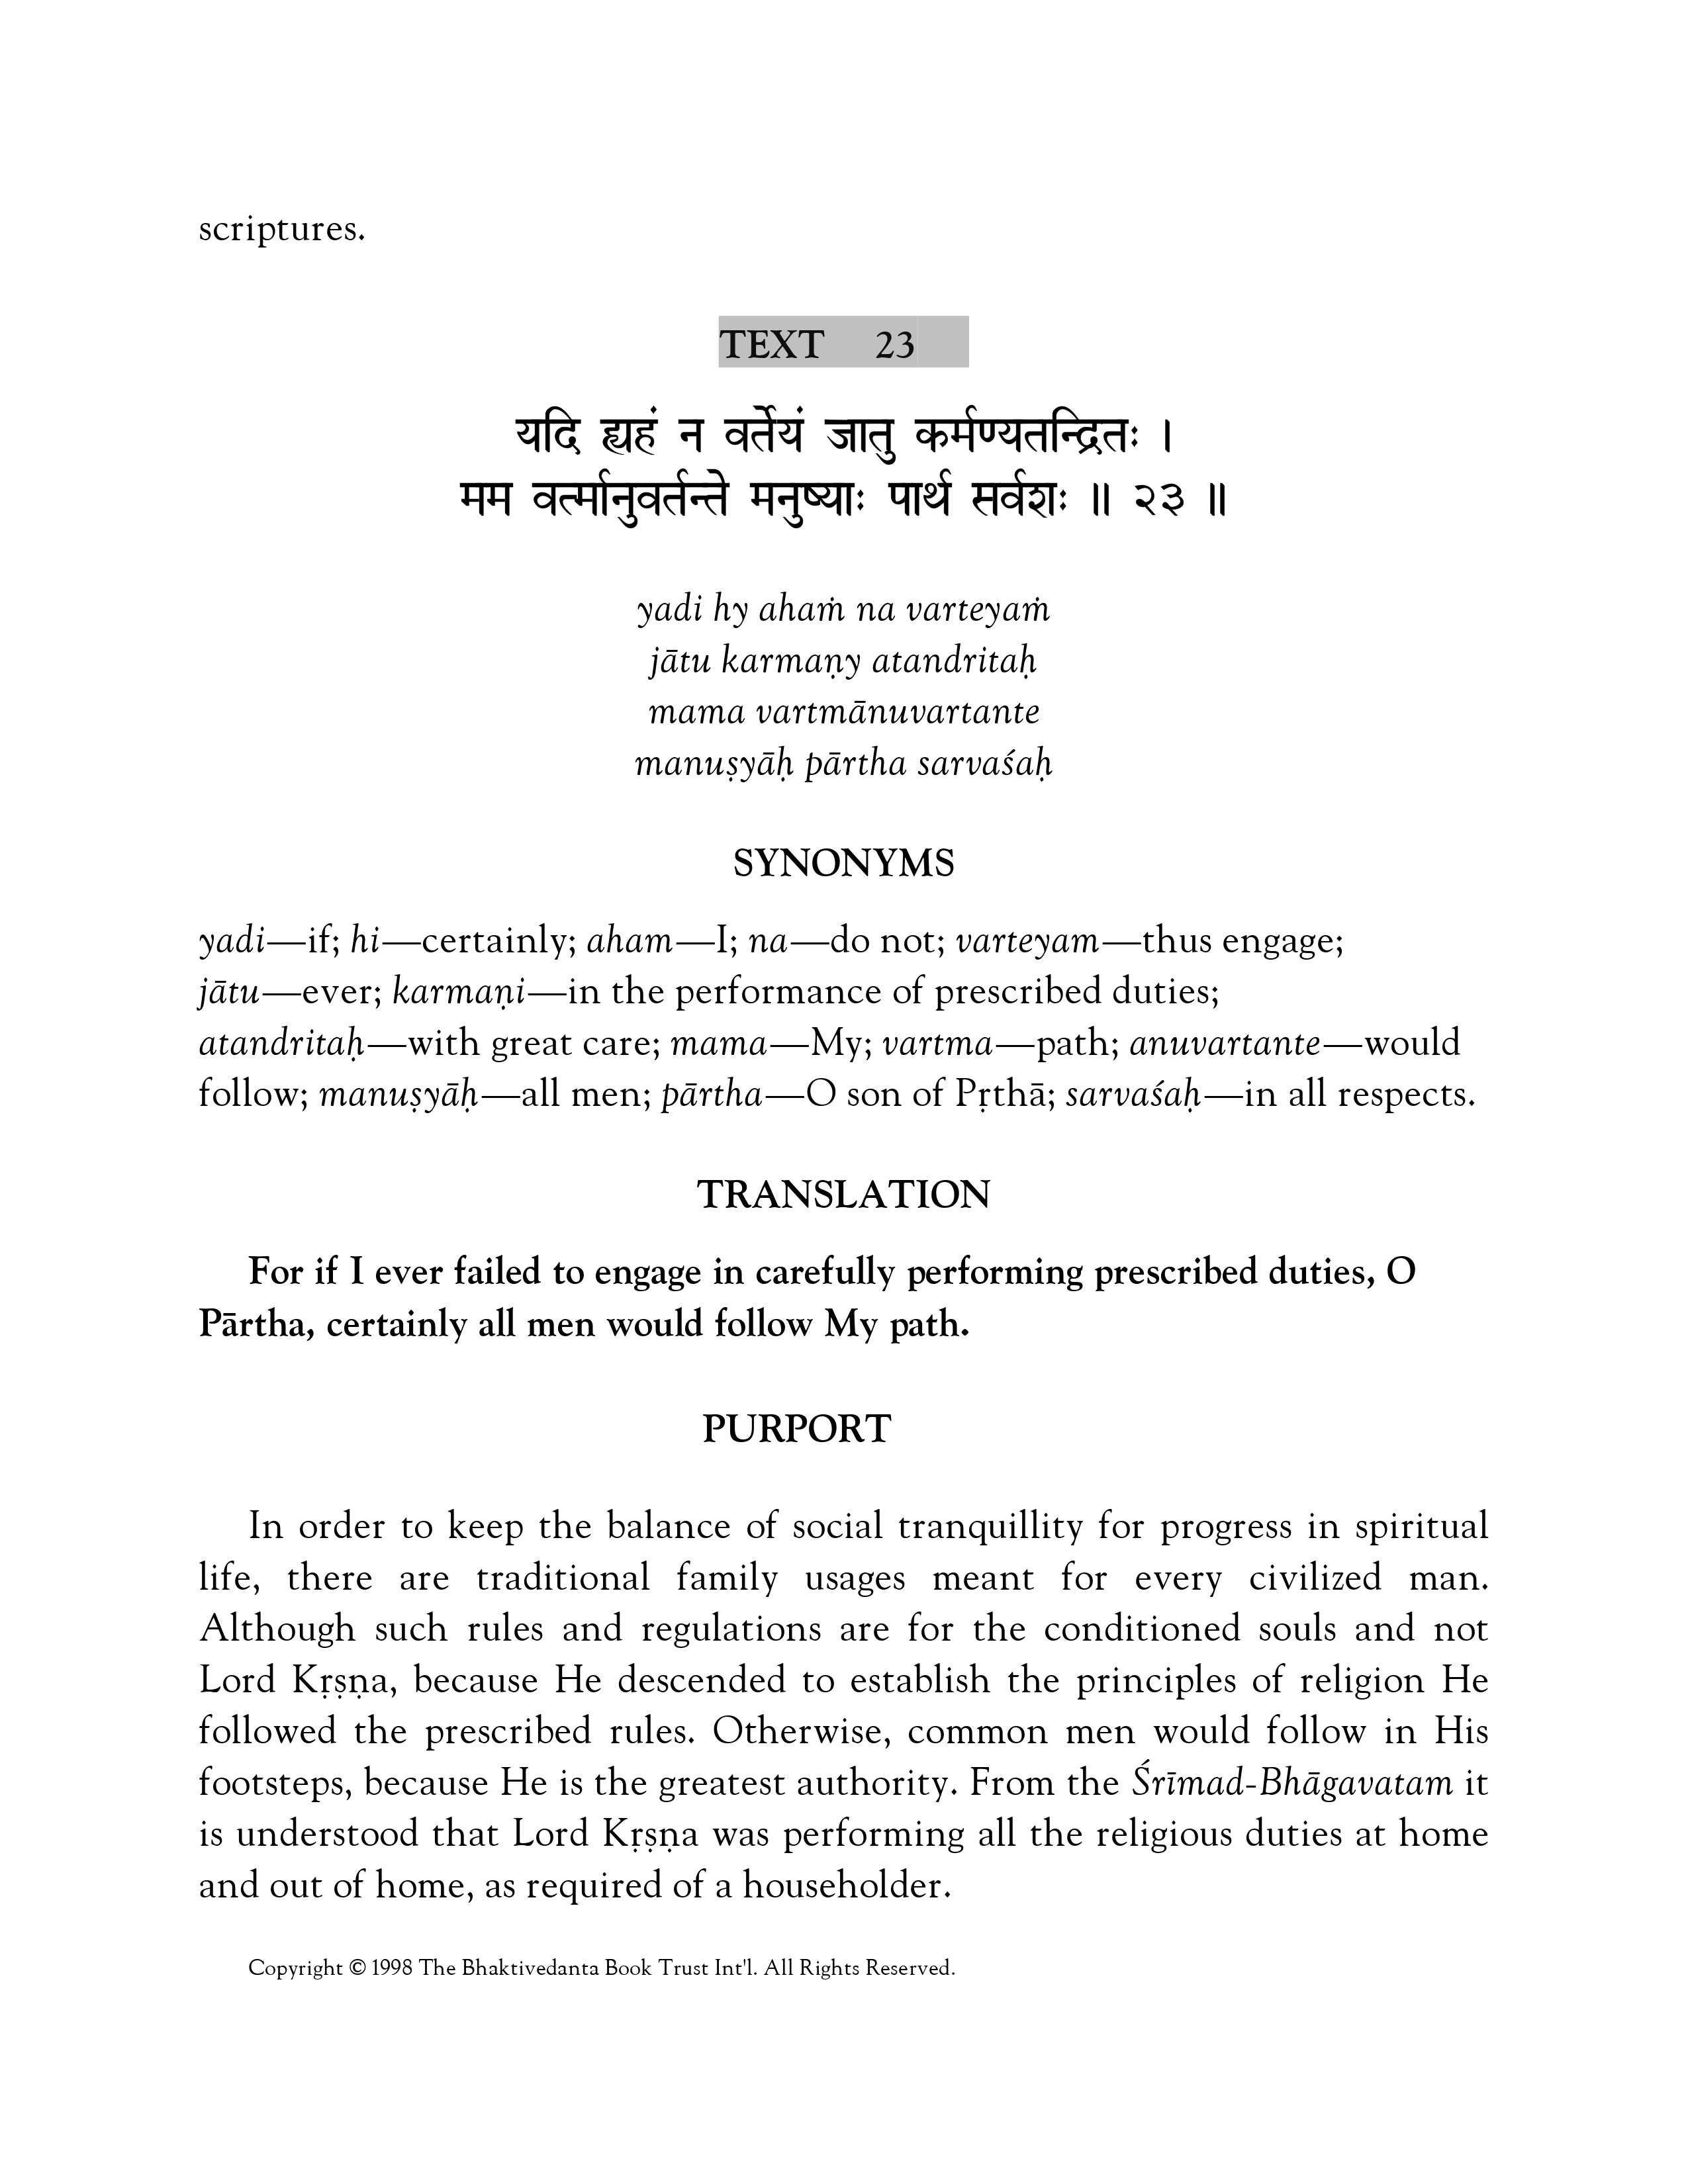 scriptures.
TEXT 23
यदि ह्यहं न वर्तेयं जातु कर्मण्यतन्द्रितः ।
मम वर्त्मानुवर्तन्ते मनुष्याः पार्थ सर्वशः ॥ २३ ॥
yadi hy ahaṁ na varteyaṁ
jātu karmaṇy atandritaḥ
mama vartmānuvartante
manuṣyāḥ pārtha sarvaśaḥ
SYNONYMS
yadi—if; hi—certainly; aham—I; na—do not; varteyam—thus engage;
jātu—ever; karmaṇi—in the performance of prescribed duties;
atandritaḥ—with great care; mama—My; vartma—path; anuvartante—would
follow; manuṣyāḥ—all men; pārtha—O son of Pṛthā; sarvaśaḥ—in all respects.
TRANSLATION
For if I ever failed to engage in carefully performing prescribed duties, O
Pārtha, certainly all men would follow My path.
PURPORT
In order to keep the balance of social tranquillity for progress in spiritual
life, there are traditional family usages meant for every civilized man.
Although such rules and regulations are for the conditioned souls and not
Lord Kṛṣṇa, because He descended to establish the principles of religion He
followed the prescribed rules. Otherwise, common men would follow in His
footsteps, because He is the greatest authority. From the Śrīmad-Bhāgavatam it
is understood that Lord Kṛṣṇa was performing all the religious duties at home
and out of home, as required of a householder.
Copyright © 1998 The Bhaktivedanta Book Trust Int'l. All Rights Reserved.